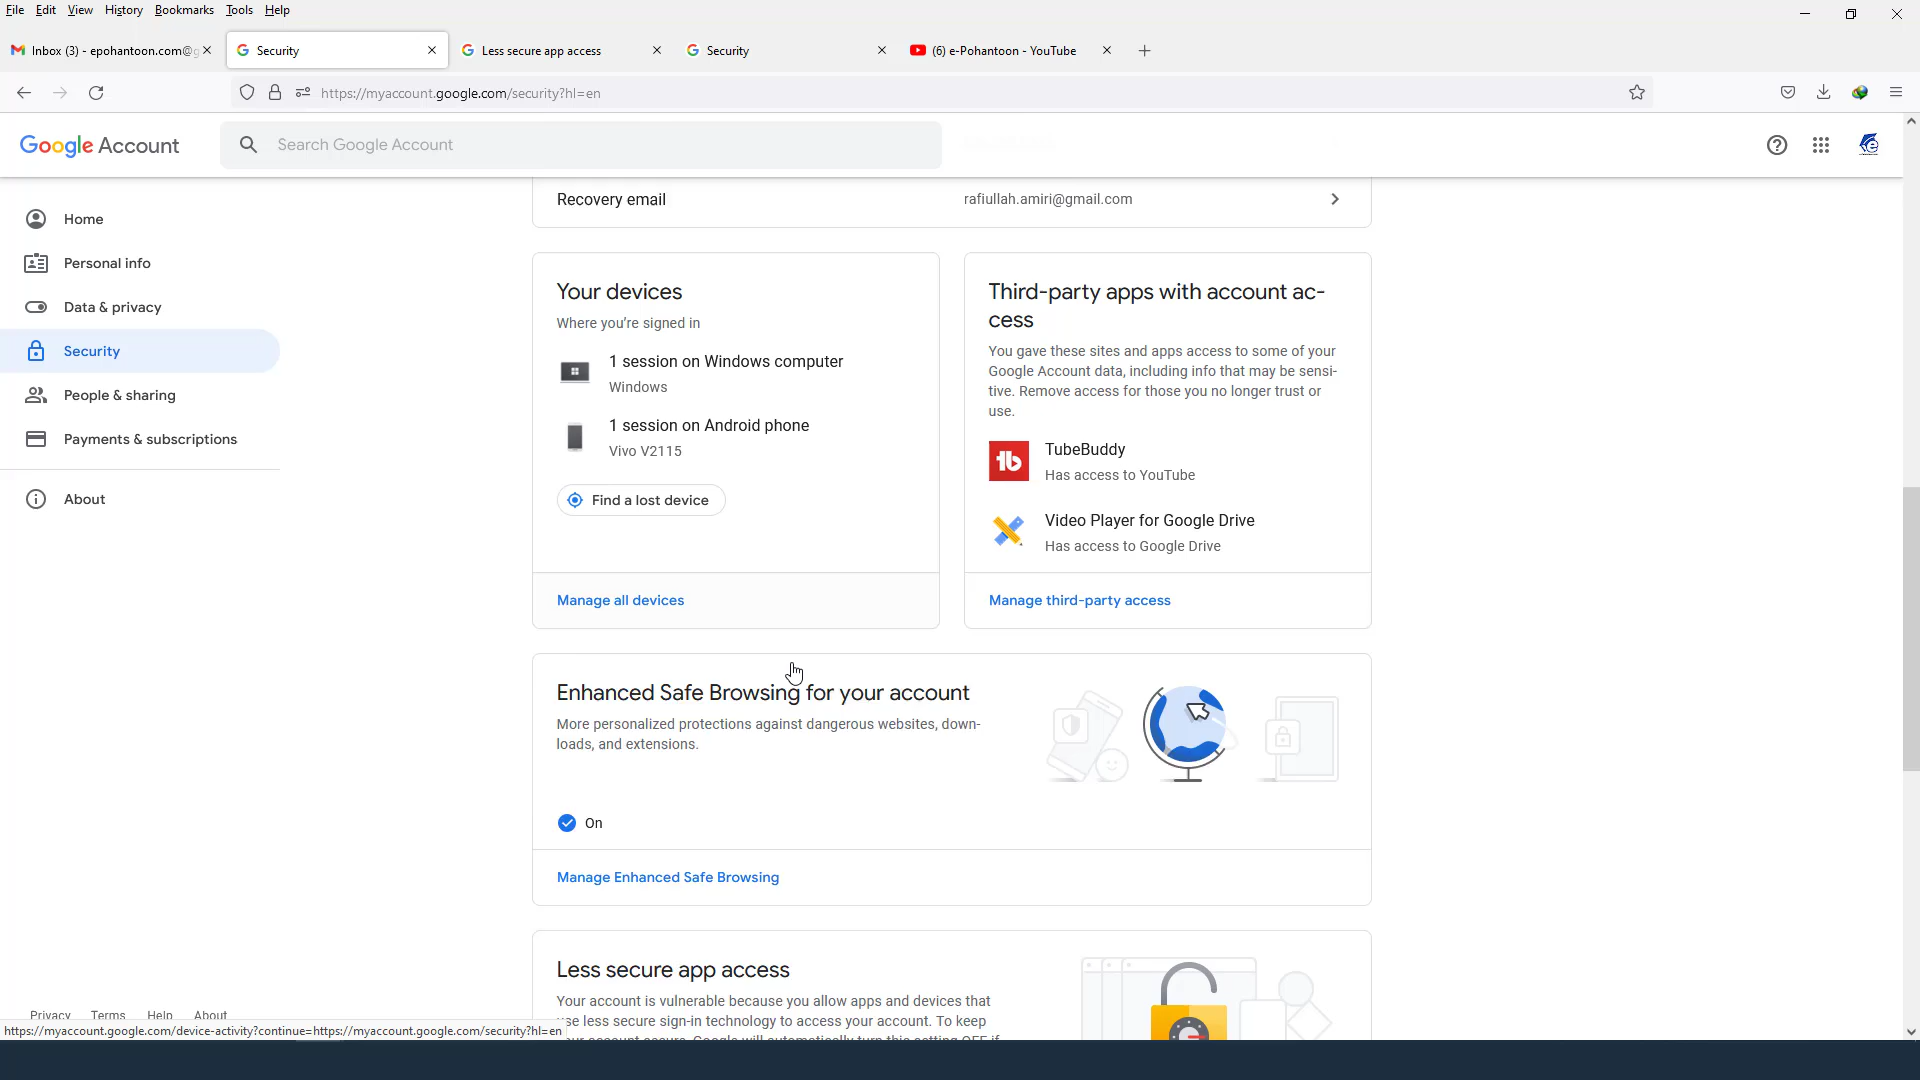 File Edit View History Bookmarks Tools Help
Inbox (3) - epohantoon.com@g
Security
Less secure app access
Security
(6) e-Pohantoon - YouTube
https://myaccount.google.com/security?hl=en
Google Account
Search Google Account
Home
Personal info
Data & privacy
Security
People & sharing
Payments & subscriptions
About
Recovery email
rafiullah.amiri@gmail.com
Your devices
Where you're signed in
1 session on Windows computer
Windows
1 session on Android phone
Vivo V2115
Find a lost device
Manage all devices
Third-party apps with account ac-
cess
You gave these sites and apps access to some of your
Google Account data, including info that may be sensi-
tive. Remove access for those you no longer trust or
use.
TubeBuddy
Has access to YouTube
Video Player for Google Drive
Has access to Google Drive
Manage third-party access
Enhanced Safe Browsing for your account
More personalized protections against dangerous websites, down-
loads, and extensions.
On
Manage Enhanced Safe Browsing
Less secure app access
Your account is vulnerable because you allow apps and devices that
use less secure sign-in technology to access your account. To keep
Privacy Terms Help About
https://myaccount.google.com/device-activity?continue=https://myaccount.google.com/security?hl=en